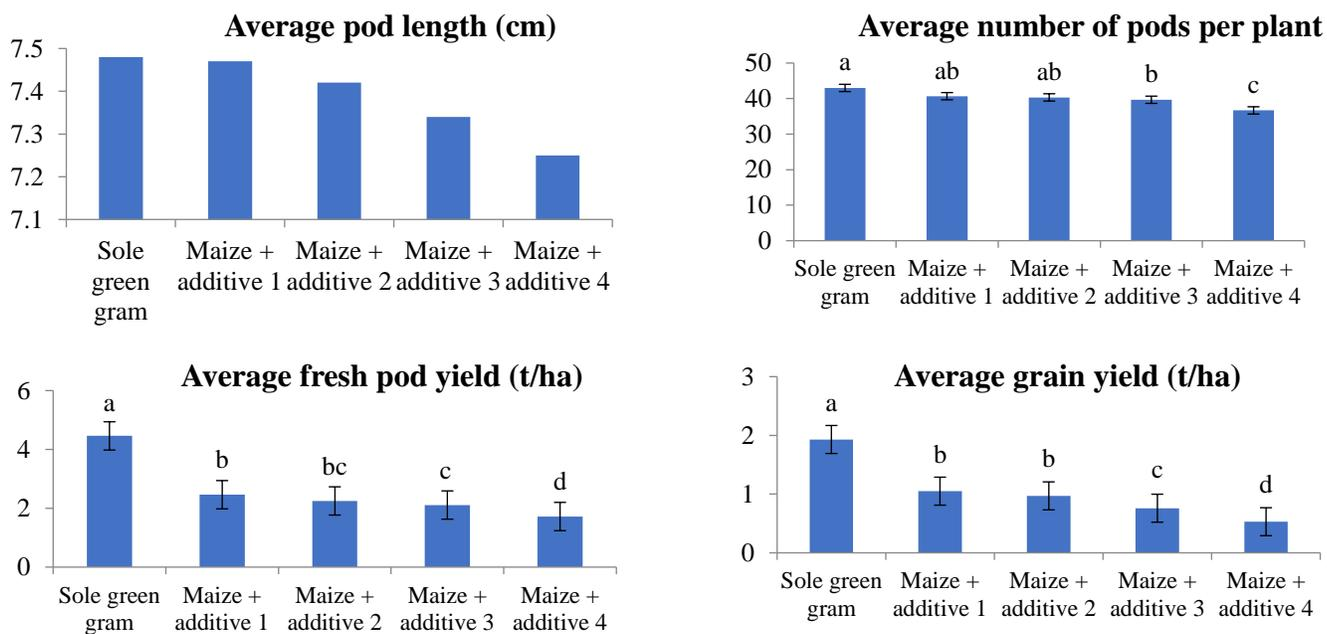 Average pod length (cm)
7.5
7.4
7.3
7.2
7.1
Sole green gram
Maize + additive 1
Maize + additive 2
Maize + additive 3
Maize + additive 4
Average number of pods per plant
50
40
30
20
10
0
a
ab
ab
b
c
Sole green gram
Maize + additive 1
Maize + additive 2
Maize + additive 3
Maize + additive 4
Average fresh pod yield (t/ha)
6
4
2
0
a
b
bc
c
d
Sole green gram
Maize + additive 1
Maize + additive 2
Maize + additive 3
Maize + additive 4
Average grain yield (t/ha)
3
2
1
0
a
b
b
c
d
Sole green gram
Maize + additive 1
Maize + additive 2
Maize + additive 3
Maize + additive 4